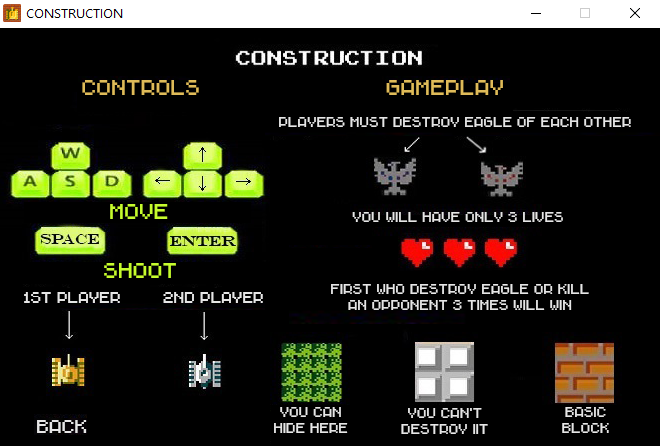 CONSTRUCTION
CONSTRUCTION
CONTROLS
GAMEPLAY
PLAYERS MUST DESTROY EAGLE OF EACH OTHER
W
A S D ← ↓ →
↑
MOVE
YOU WILL HAVE ONLY 3 LIVES
SPACE
ENTER
SHOOT
1ST PLAYER
2ND PLAYER
FIRST WHO DESTROY EAGLE OR KILL
AN OPPONENT 3 TIMES WILL WIN
YOU CAN
HIDE HERE
YOU CAN'T
DESTROY IIT
BASIC
BLOCK
BACK